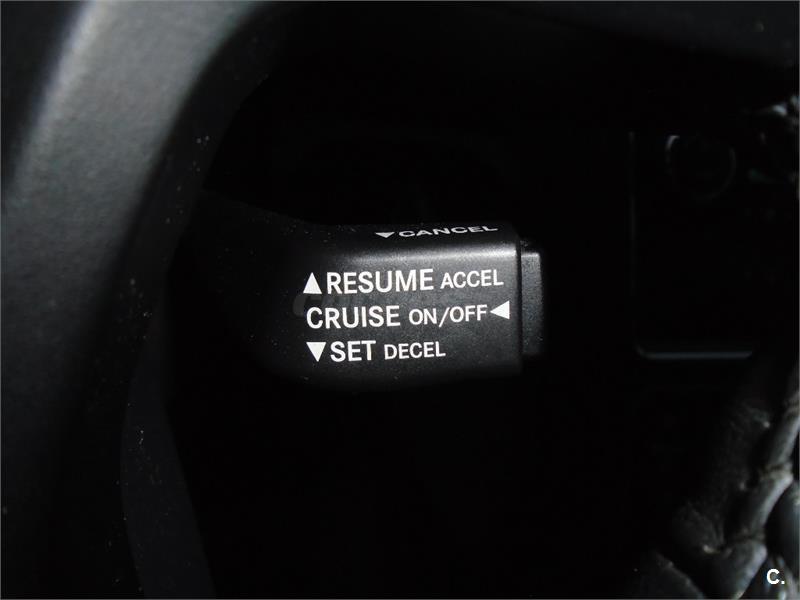 ▼CANCEL
▲RESUME ACCEL
CRUISE ON/OFF◀
▼SET DECEL
C.